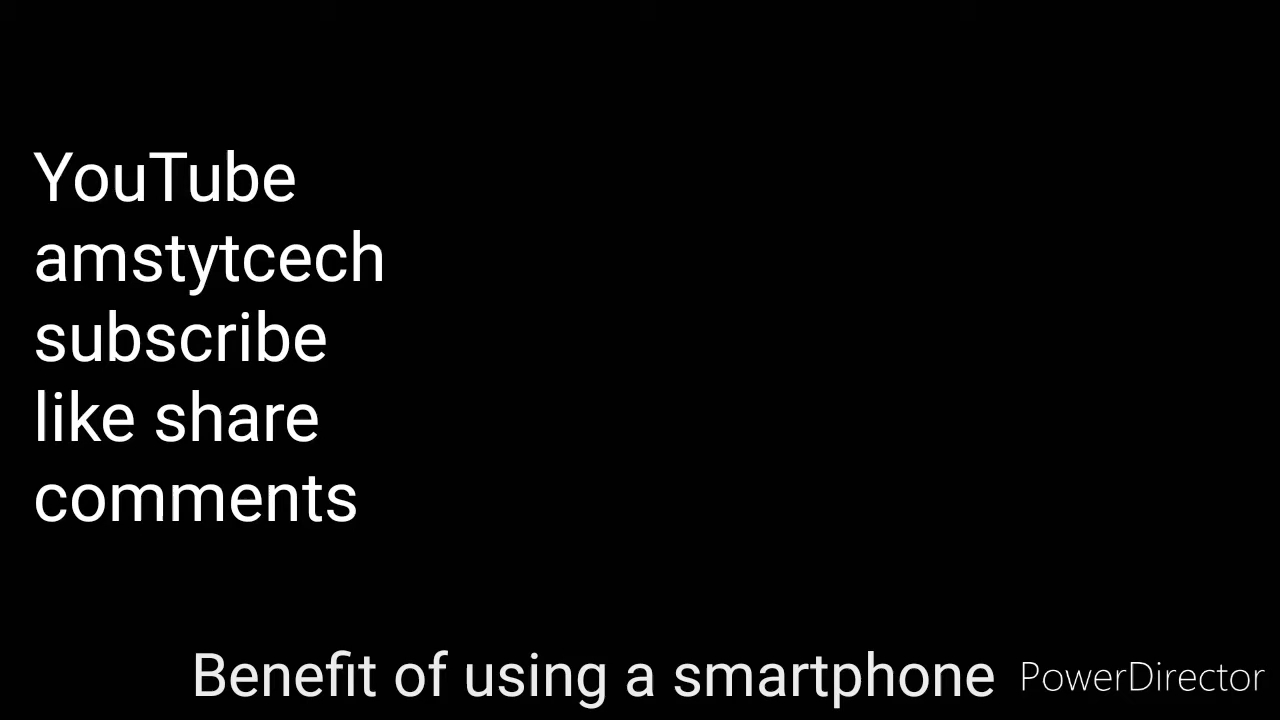 YouTube
amstytcech
subscribe
like share
comments
Benefit of using a smartphone
PowerDirector